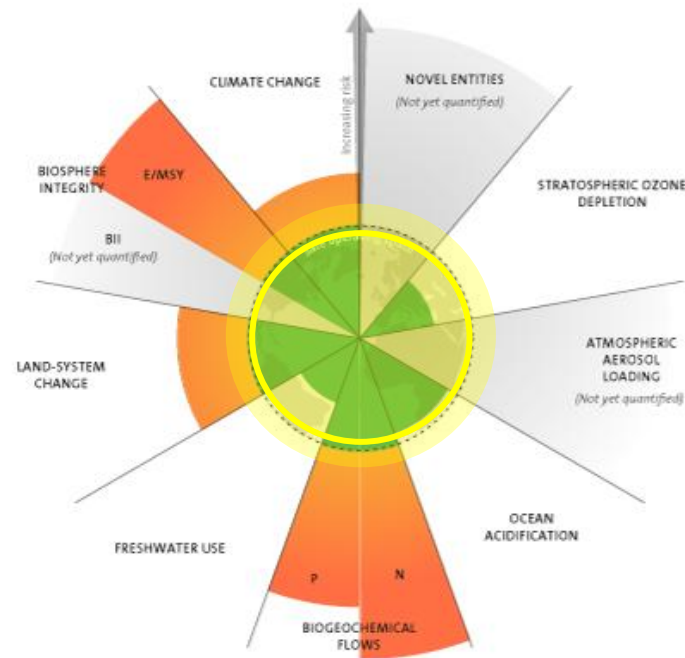 CLIMATE CHANGE
Increasing risk
NOVEL ENTITIES
(Not yet quantified)
STRATOSPHERIC OZONE
DEPLETION
ATMOSPHERIC
AEROSOL
LOADING
(Not yet quantified)
OCEAN
ACIDIFICATION
N
P
BIOGEOCHEMICAL
FLOWS
FRESHWATER USE
LAND-SYSTEM
CHANGE
BIOSPHERE
INTEGRITY
E/MSY
BII
(Not yet quantified)